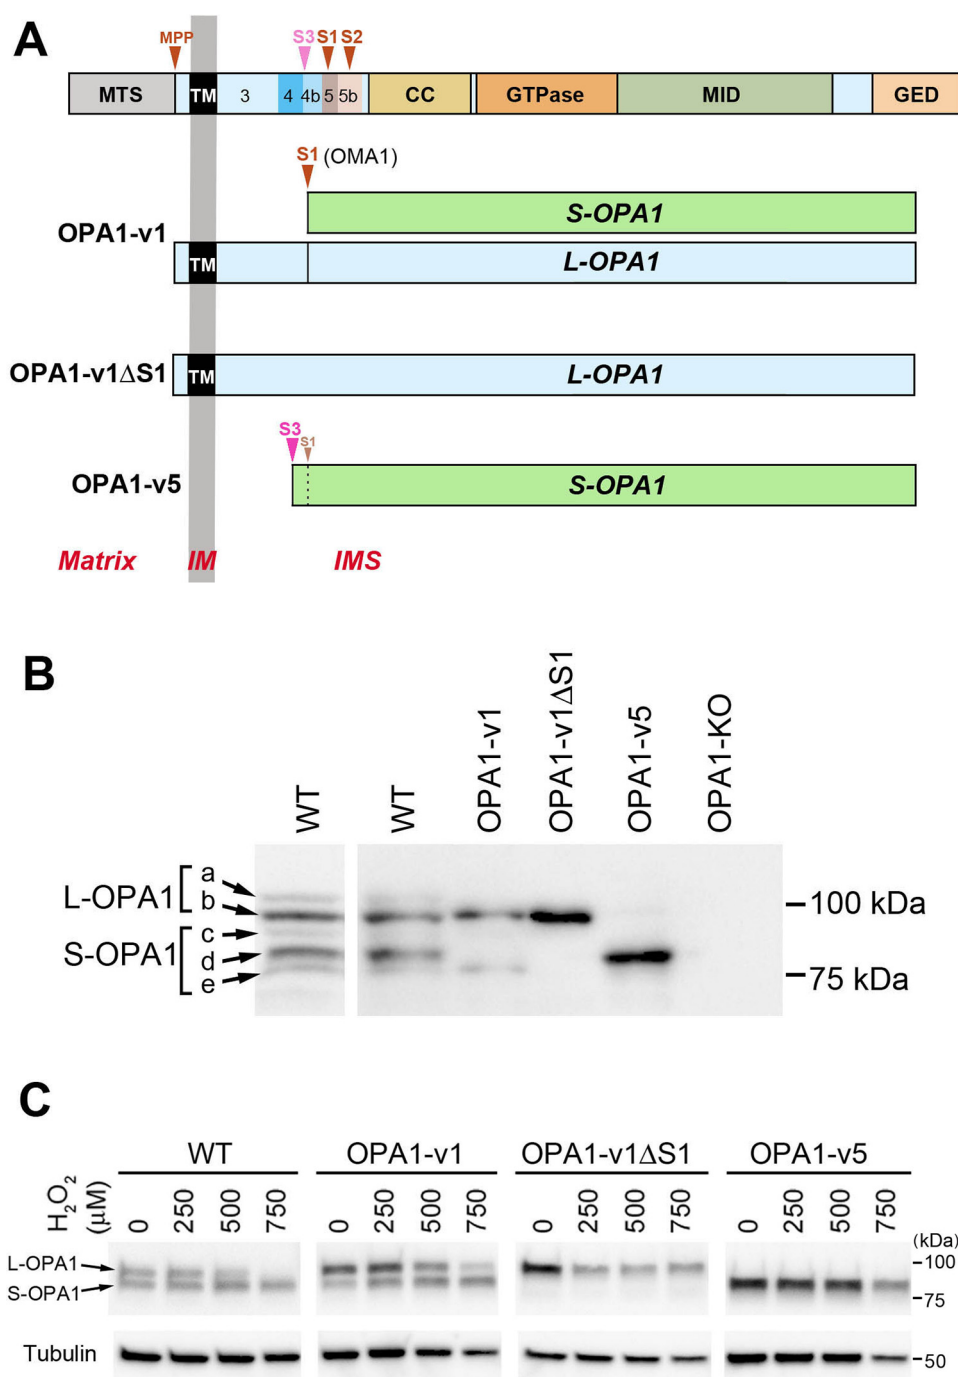 A
MPP S3 S1 S2
MTS TM 3 4 4b 5 5b CC GTPase MID GED
S1 (OMA1)
S-OPA1
OPA1-v1
TM L-OPA1
OPA1-v1ΔS1 TM L-OPA1
S3 S1
OPA1-v5 S-OPA1
Matrix IM IMS
B
WT WT OPA1-v1 OPA1-v1ΔS1 OPA1-v5 OPA1-KO
L-OPA1 a b
S-OPA1 c d e
100 kDa
75 kDa
C
WT OPA1-v1 OPA1-v1ΔS1 OPA1-v5
H₂O₂ (μM) 0 250 500 750 0 250 500 750 0 250 500 750 0 250 500 750
(kDa)
L-OPA1 100
S-OPA1 75
Tubulin 50